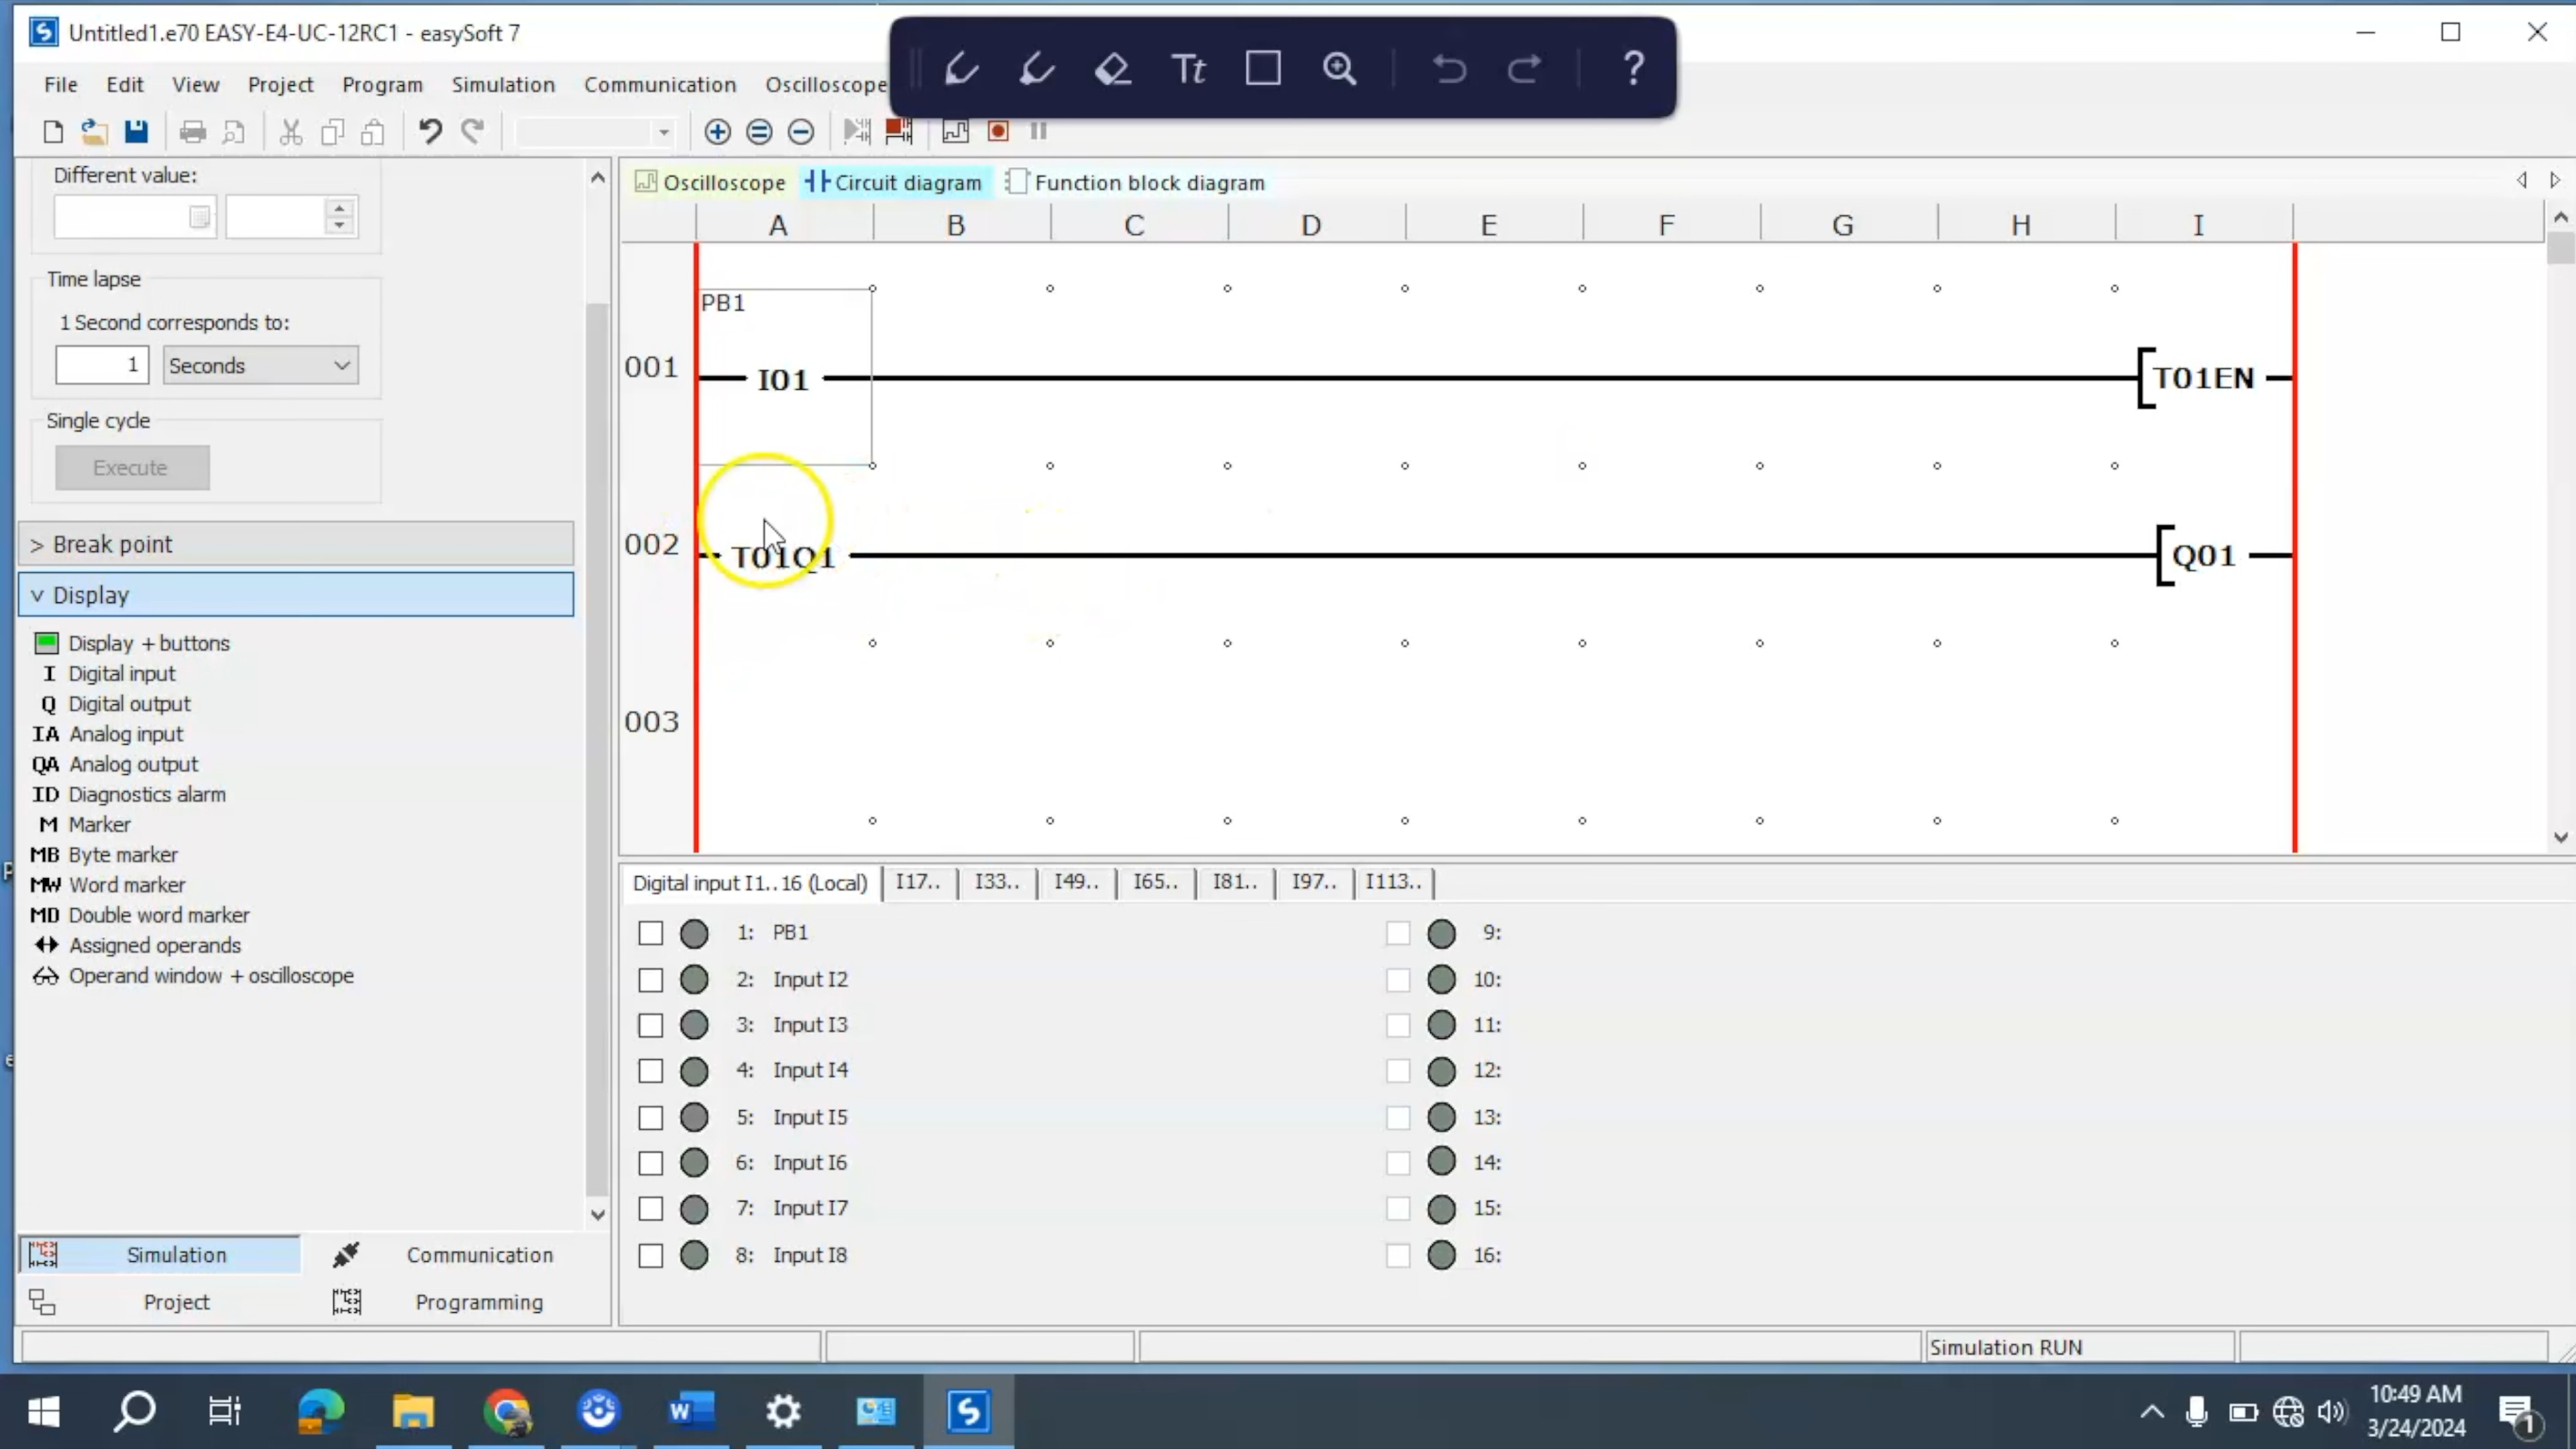 Untitled1.e70 EASY-E4-UC-12RC1 - easySoft 7
File Edit View Project Program Simulation Communication Oscilloscope
Tt ?
Different value:
Time lapse
1 Second corresponds to:
1 Seconds
Single cycle
Execute
> Break point
v Display
Display + buttons
I Digital input
Q Digital output
IA Analog input
QA Analog output
ID Diagnostics alarm
M Marker
MB Byte marker
MW Word marker
MD Double word marker
Assigned operands
Operand window + oscilloscope
Simulation Communication
Project Programming
Oscilloscope Circuit diagram Function block diagram
A B C D E F G H I
PB1
001 I01 T01EN
002 T01Q1 Q01
003
Digital input I1..16 (Local) I17.. I33.. I49.. I65.. I81.. I97.. I113..
1: PB1 9:
2: Input I2 10:
3: Input I3 11:
4: Input I4 12:
5: Input I5 13:
6: Input I6 14:
7: Input I7 15:
8: Input I8 16:
Simulation RUN
10:49 AM
3/24/2024
1